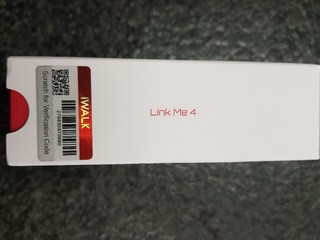 Link Me 4
iWALK
Scratch for Verification Code